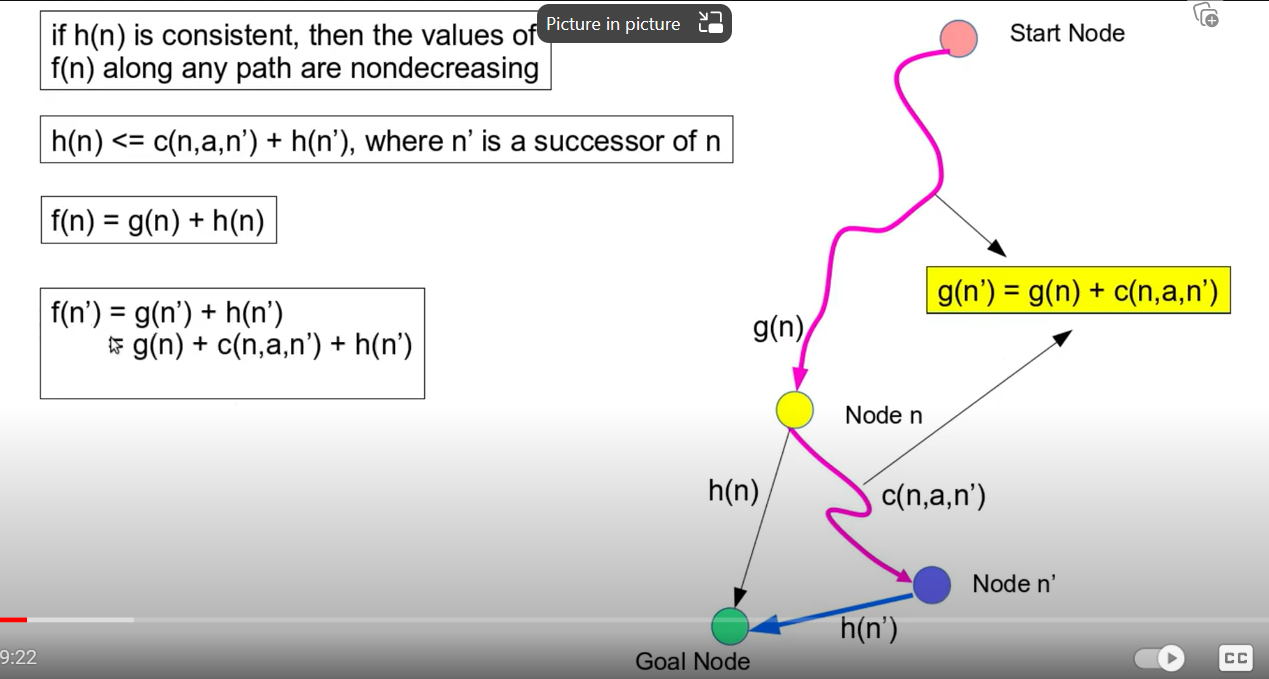 Picture in picture
if h(n) is consistent, then the values of
f(n) along any path are nondecreasing
h(n) <= c(n,a,n’) + h(n’), where n’ is a successor of n
f(n) = g(n) + h(n)
f(n’) = g(n’) + h(n’)
g(n) + c(n,a,n’) + h(n’)
Start Node
g(n’) = g(n) + c(n,a,n’)
g(n)
Node n
h(n)
c(n,a,n’)
Node n’
h(n’)
Goal Node
9:22
CC